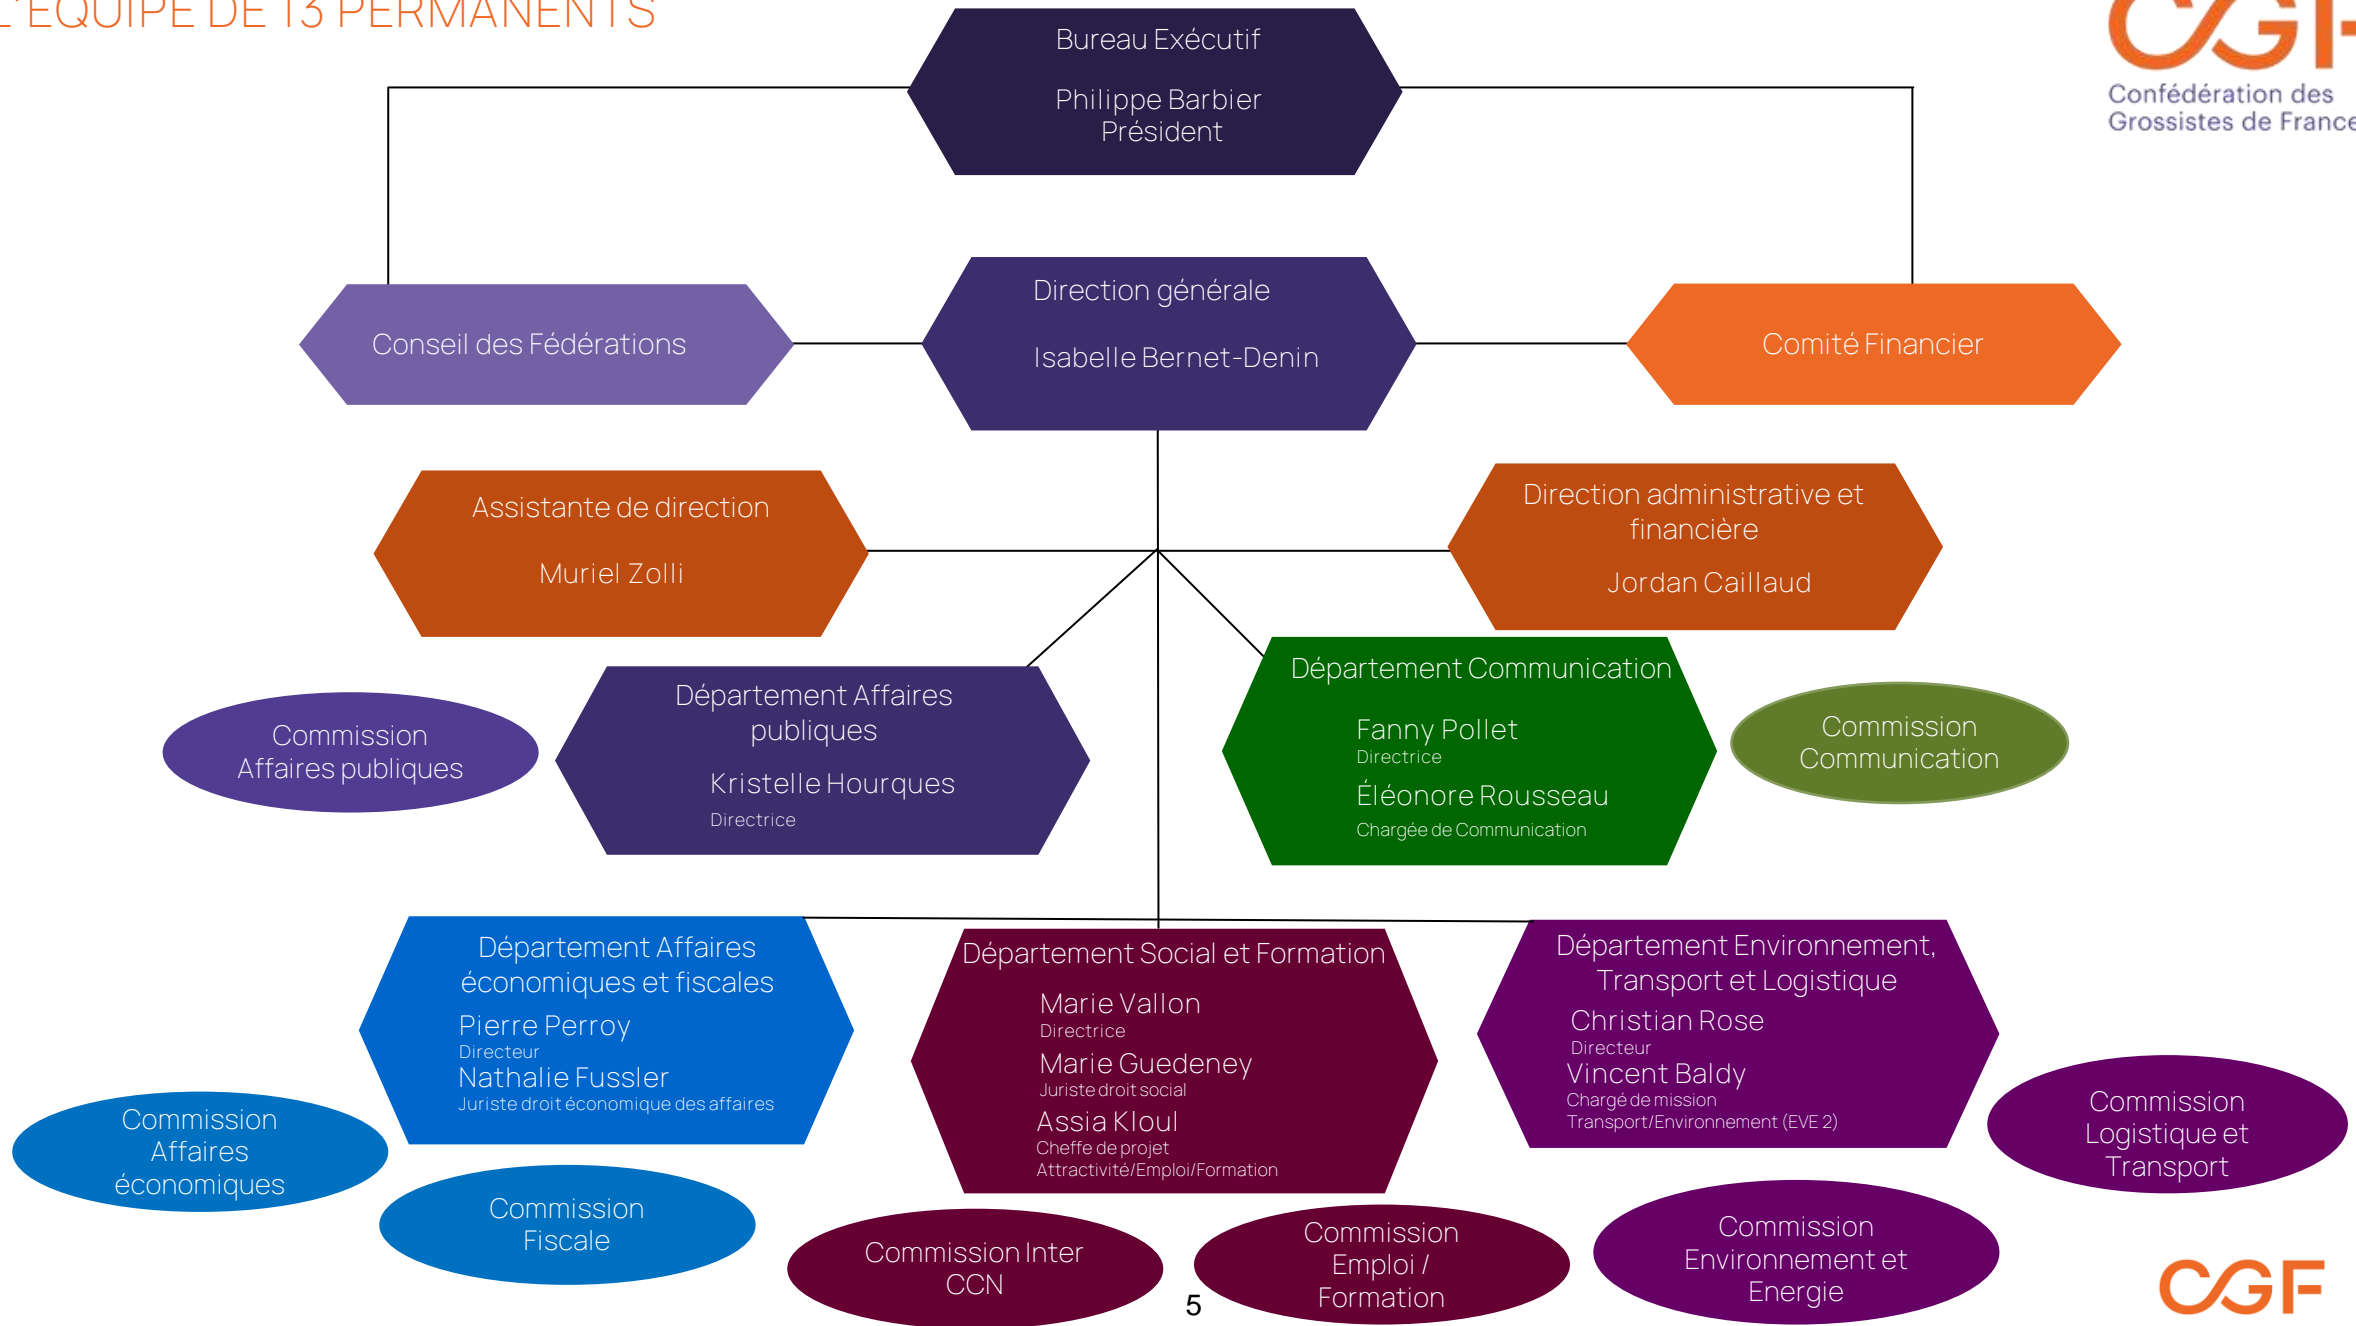 L'ÉQUIPE DE 13 PERMANENTS
CGF
Confédération des
Grossistes de France
Bureau Exécutif
Philippe Barbier
Président
Conseil des Fédérations
Direction générale
Isabelle Bernet-Denin
Comité Financier
Assistante de direction
Muriel Zolli
Direction administrative et
financière
Jordan Caillaud
Commission
Affaires publiques
Département Affaires
publiques
Kristelle Hourques
Directrice
Département Communication
Fanny Pollet
Directrice
Éléonore Rousseau
Chargée de Communication
Commission
Communication
Département Affaires
économiques et fiscales
Pierre Perroy
Directeur
Nathalie Fussler
Juriste droit économique des affaires
Département Social et Formation
Marie Vallon
Directrice
Marie Guedeney
Juriste droit social
Assia Kloul
Cheffe de projet
Attractivité/Emploi/Formation
Département Environnement,
Transport et Logistique
Christian Rose
Directeur
Vincent Baldy
Chargé de mission
Transport/Environnement (EVE 2)
Commission
Affaires
économiques
Commission
Fiscale
Commission Inter
CCN
Commission
Emploi /
Formation
Commission
Environnement et
Energie
Commission
Logistique et
Transport
5
CGF